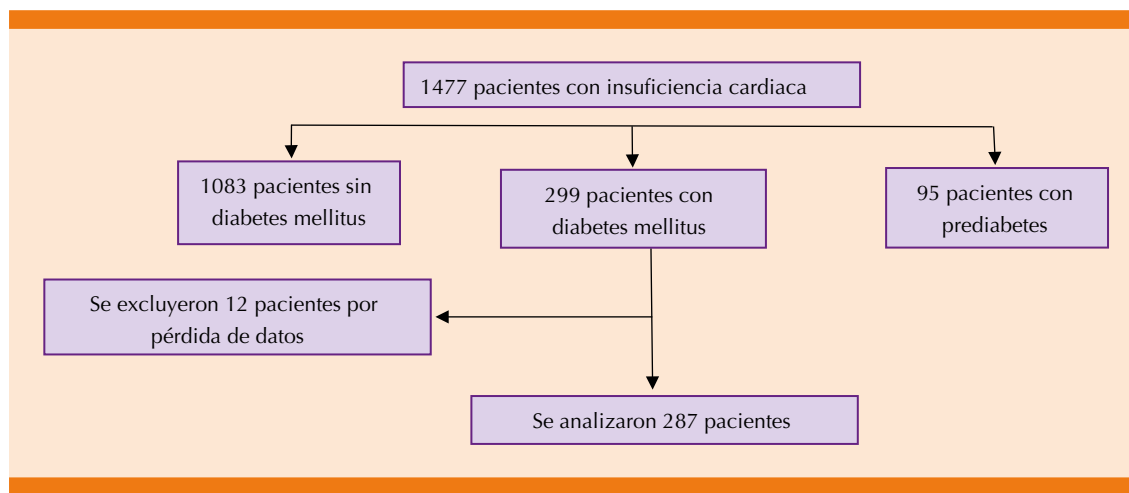 1477 pacientes con insuficiencia cardiaca
1083 pacientes sin
diabetes mellitus
299 pacientes con
diabetes mellitus
95 pacientes con
prediabetes
Se excluyeron 12 pacientes por
pérdida de datos
Se analizaron 287 pacientes